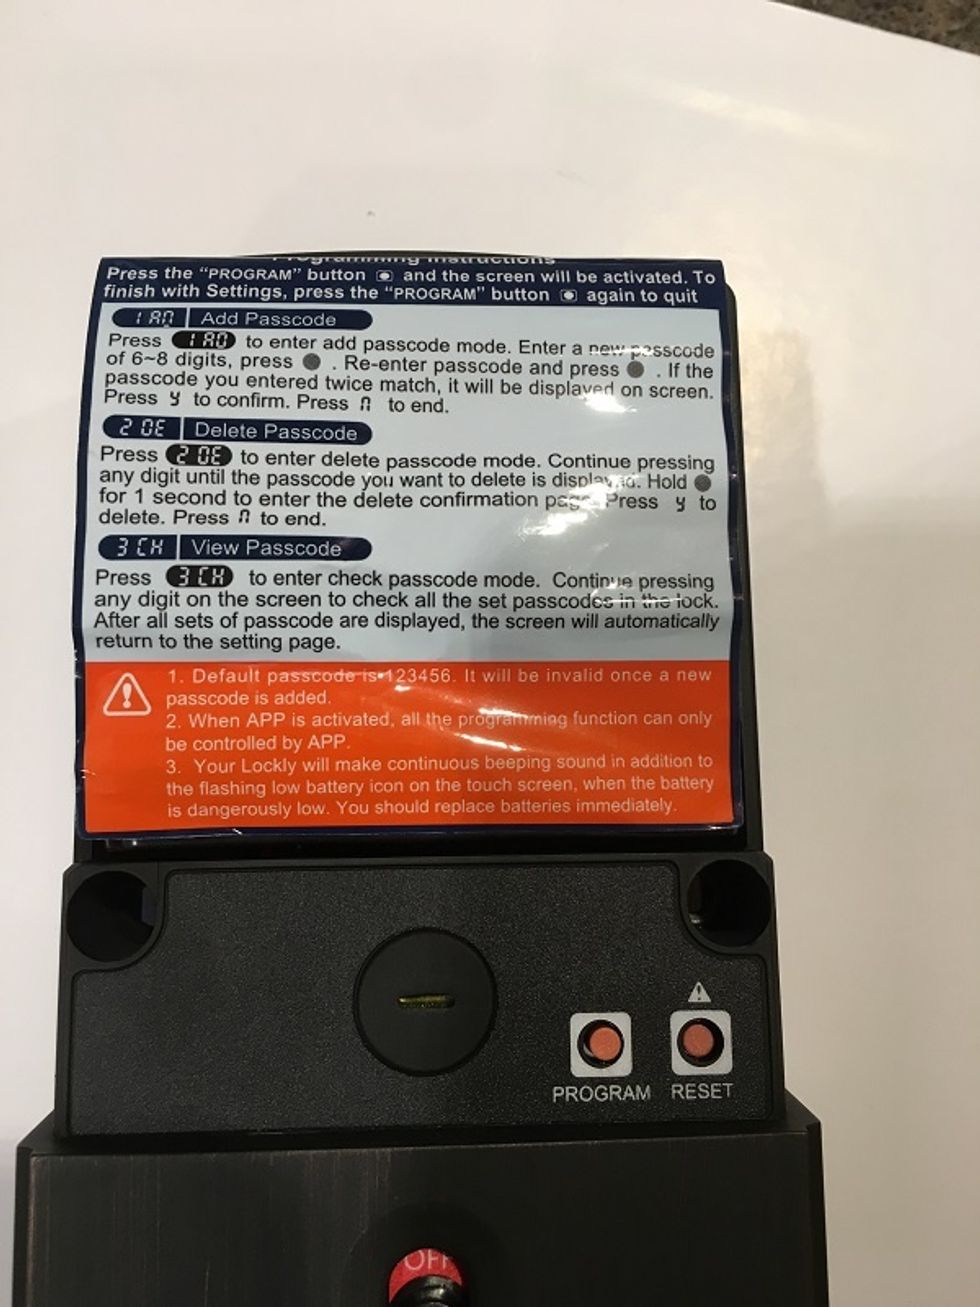 Programming Instructions
Press the “PROGRAM” button and the screen will be activated. To
finish with Settings, press the “PROGRAM” button again to quit
1 AD Add Passcode
Press 1 AD to enter add passcode mode. Enter a new passcode
of 6~8 digits, press . Re-enter passcode and press . If the
passcode you entered twice match, it will be displayed on screen.
Press y to confirm. Press n to end.
2 DE Delete Passcode
Press 2 DE to enter delete passcode mode. Continue pressing
any digit until the passcode you want to delete is displayed. Hold
for 1 second to enter the delete confirmation page. Press y to
delete. Press n to end.
3 CH View Passcode
Press 3 CH to enter check passcode mode. Continue pressing
any digit on the screen to check all the set passcodes in the lock.
After all sets of passcode are displayed, the screen will automatically
return to the setting page.
1. Default passcode is 123456. It will be invalid once a new
passcode is added.
2. When APP is activated, all the programming function can only
be controlled by APP.
3. Your Lockly will make continuous beeping sound in addition to
the flashing low battery icon on the touch screen, when the battery
is dangerously low. You should replace batteries immediately.
PROGRAM RESET
OFF